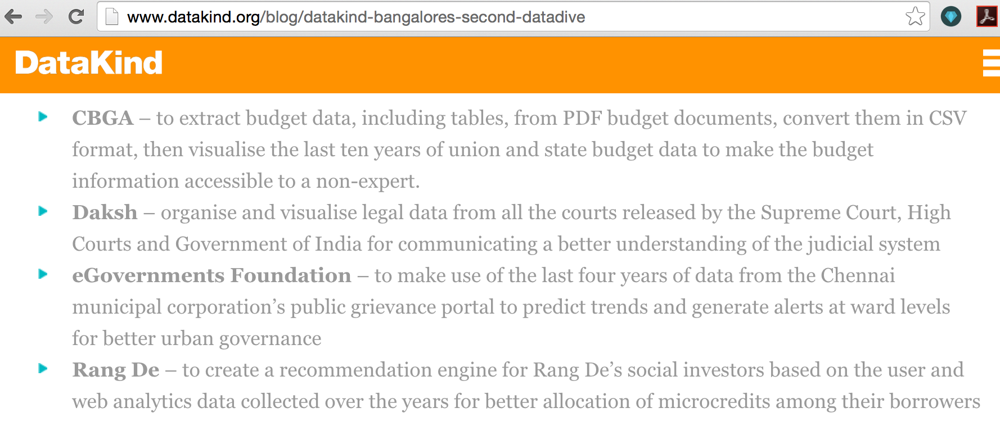 www.datakind.org/blog/datakind-bangalores-second-datadive
DataKind
CBGA – to extract budget data, including tables, from PDF budget documents, convert them in CSV
format, then visualise the last ten years of union and state budget data to make the budget
information accessible to a non-expert.
Daksh – organise and visualise legal data from all the courts released by the Supreme Court, High
Courts and Government of India for communicating a better understanding of the judicial system
eGovernments Foundation – to make use of the last four years of data from the Chennai
municipal corporation’s public grievance portal to predict trends and generate alerts at ward levels
for better urban governance
Rang De – to create a recommendation engine for Rang De’s social investors based on the user and
web analytics data collected over the years for better allocation of microcredits among their borrowers